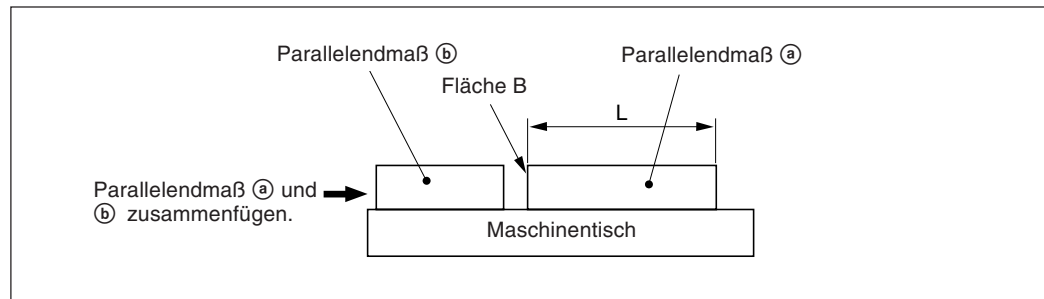 Parallelendmaß ⓑ
Parallelendmaß ⓐ
Fläche B
L
Parallelendmaß ⓐ und
ⓑ zusammenfügen.
Maschinentisch